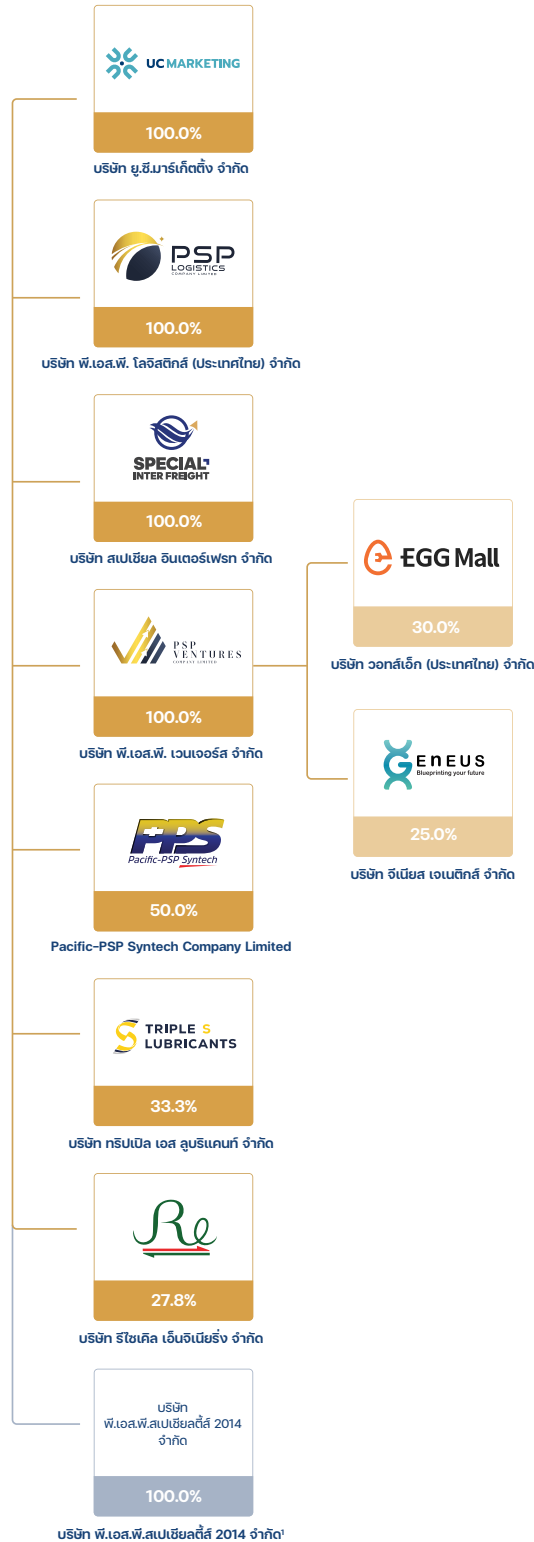 UC MARKETING
100.0%
บริษัท ยู.ซี.มาร์เก็ตติ้ง จำกัด
PSP
LOGISTICS
COMPANY LIMITED
100.0%
บริษัท พี.เอส.พี. โลจิสติกส์ (ประเทศไทย) จำกัด
SPECIAL
INTER FREIGHT
100.0%
บริษัท สเปเชียล อินเตอร์เฟรท จำกัด
PSP
VENTURES
COMPANY LIMITED
100.0%
บริษัท พี.เอส.พี. เวนเจอร์ส จำกัด
EGG Mall
30.0%
บริษัท วอทส์เอ็ก (ประเทศไทย) จำกัด
GEnEUS
Blueprinting your future
25.0%
บริษัท จีเนียส เจเนติกส์ จำกัด
PPS
Pacific-PSP Syntech
50.0%
Pacific-PSP Syntech Company Limited
TRIPLE S
LUBRICANTS
33.3%
บริษัท ทริปเปิล เอส ลูบริแคนท์ จำกัด
Re
27.8%
บริษัท รีไซเคิล เอ็นจิเนียริ่ง จำกัด
บริษัท
พี.เอส.พี.สเปเชียลตี้ส์ 2014
จำกัด
100.0%
บริษัท พี.เอส.พี.สเปเชียลตี้ส์ 2014 จำกัด¹